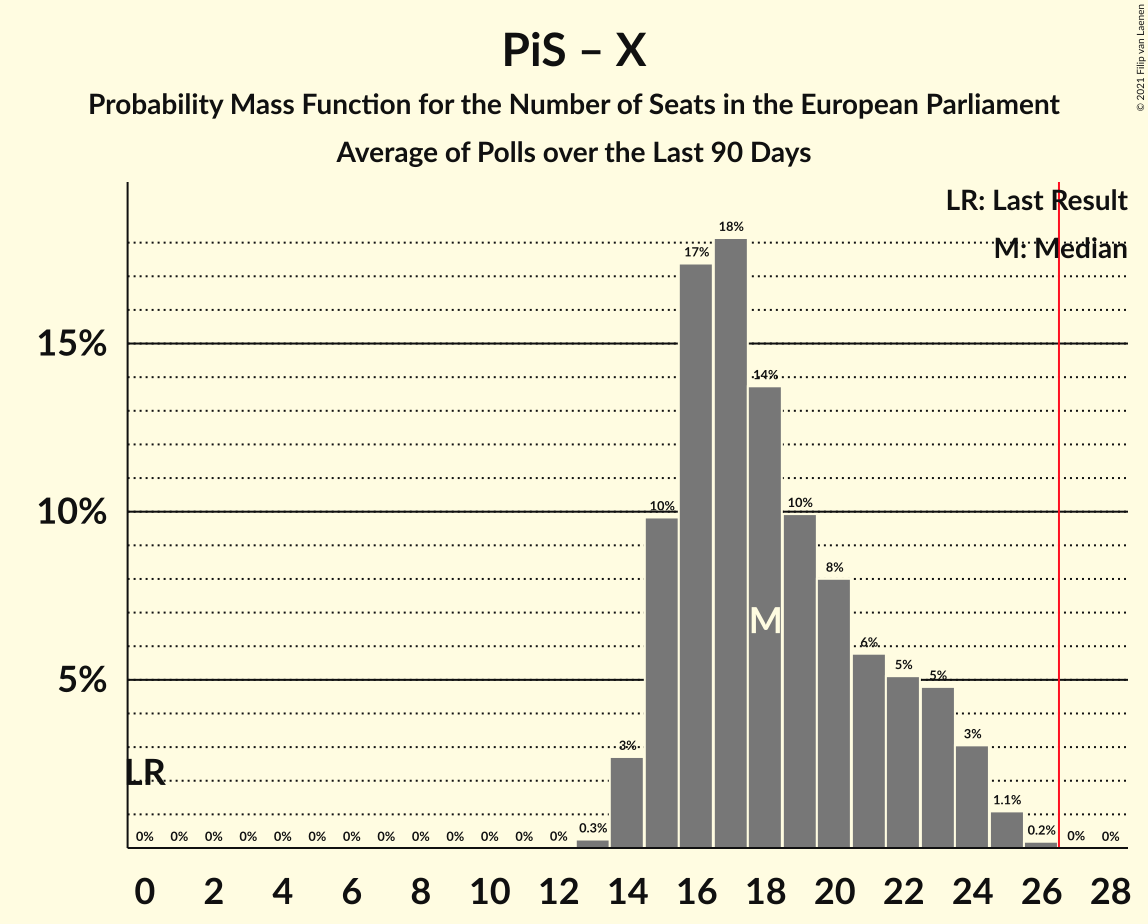 PiS – X
Probability Mass Function for the Number of Seats in the European Parliament
Average of Polls over the Last 90 Days
© 2021 Filip van Laenen
LR: Last Result
M: Median
15%
10%
5%
LR
M
0% 0% 0% 0% 0% 0% 0% 0% 0% 0% 0% 0% 0% 0.3% 3% 10% 17% 18% 14% 10% 8% 6% 5% 5% 3% 1.1% 0.2% 0% 0%
0 2 4 6 8 10 12 14 16 18 20 22 24 26 28